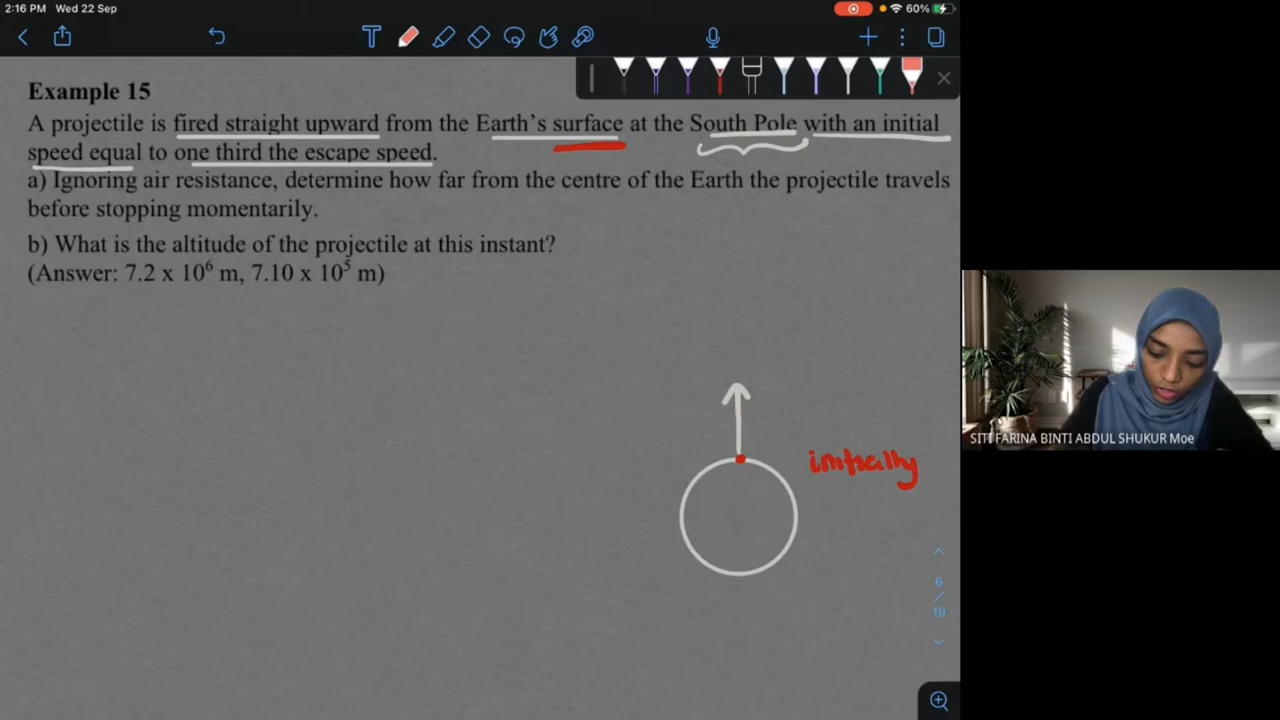 2:16 PM Wed 22 Sep
60%
T
Example 15
A projectile is fired straight upward from the Earth's surface at the South Pole with an initial
speed equal to one third the escape speed.
a) Ignoring air resistance, determine how far from the centre of the Earth the projectile travels
before stopping momentarily.
b) What is the altitude of the projectile at this instant?
(Answer: 7.2 x 10⁶ m, 7.10 x 10⁵ m)
initially
SITI FARINA BINTI ABDUL SHUKUR Moe
6
/
19